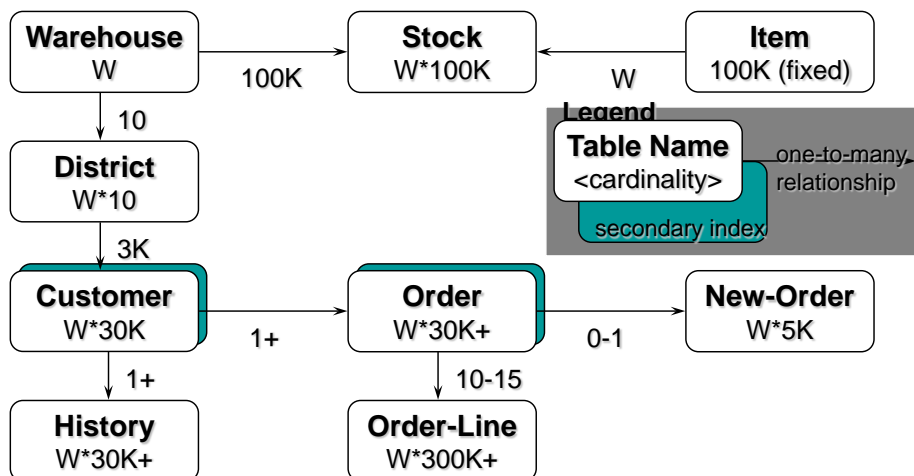 Warehouse
W
Stock
W*100K
Item
100K (fixed)
100K
W
10
Legend
Table Name
<cardinality>
one-to-many
relationship
secondary index
District
W*10
3K
Customer
W*30K
1+
Order
W*30K+
0-1
New-Order
W*5K
1+
10-15
History
W*30K+
Order-Line
W*300K+